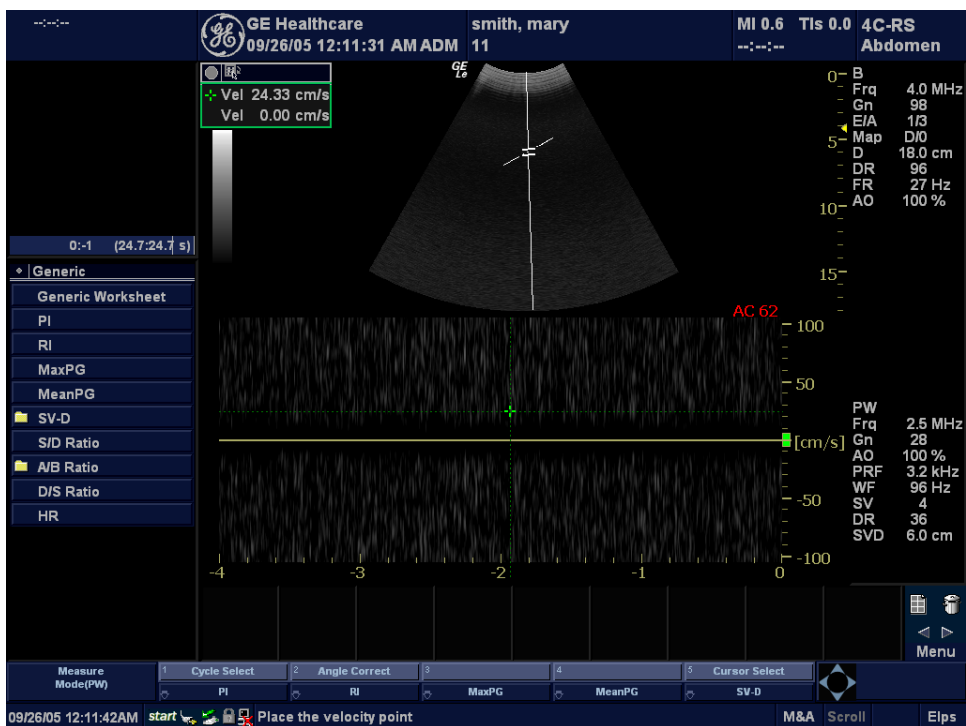 --:--:--
GE Healthcare
09/26/05 12:11:31 AM ADM
smith, mary
11
MI 0.6 TIs 0.0
--:--:--
4C-RS
Abdomen
Vel 24.33 cm/s
Vel 0.00 cm/s
GE
Le
0
5
10
15
B
Frq 4.0 MHz
Gn 98
E/A 1/3
Map D/0
D 18.0 cm
DR 96
FR 27 Hz
AO 100 %
0:-1 (24.7:24.7 s)
Generic
Generic Worksheet
PI
RI
MaxPG
MeanPG
SV-D
S/D Ratio
A/B Ratio
D/S Ratio
HR
AC 62
100
50
[cm/s]
-50
-100
-4 -3 -2 -1 0
PW
Frq 2.5 MHz
Gn 28
AO 100 %
PRF 3.2 kHz
WF 96 Hz
SV 4
DR 36
SVD 6.0 cm
Menu
Measure
Mode(PW)
1 Cycle Select 2 Angle Correct 3 4 5 Cursor Select
PI RI MaxPG MeanPG SV-D
09/26/05 12:11:42AM start Place the velocity point M&A Scroll Elps